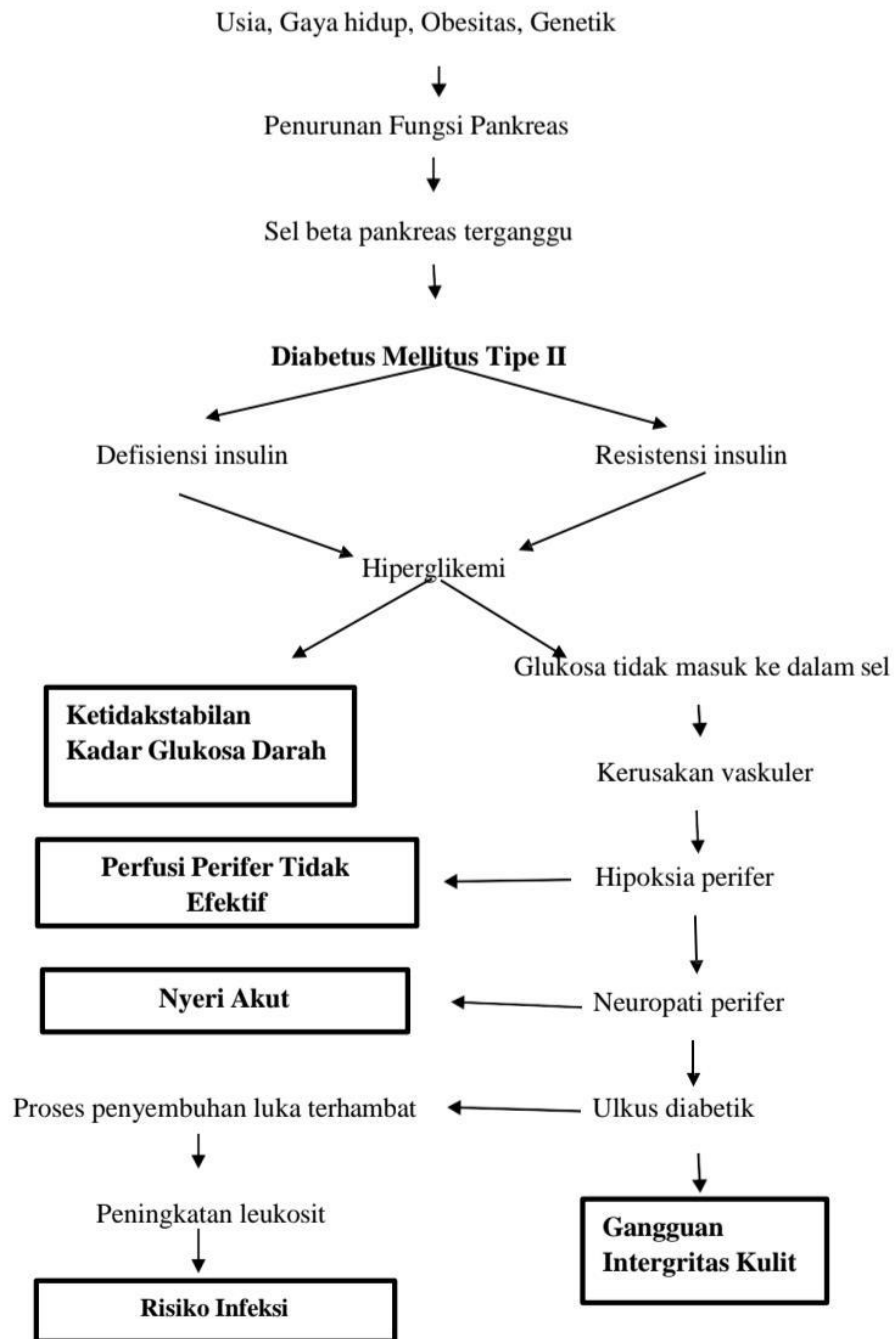 Usia, Gaya hidup, Obesitas, Genetik
Penurunan Fungsi Pankreas
Sel beta pankreas terganggu
Diabetus Mellitus Tipe II
Defisiensi insulin
Resistensi insulin
Hiperglikemi
Glukosa tidak masuk ke dalam sel
Ketidakstabilan
Kadar Glukosa Darah
Kerusakan vaskuler
Perfusi Perifer Tidak
Efektif
Hipoksia perifer
Nyeri Akut
Neuropati perifer
Proses penyembuhan luka terhambat
Ulkus diabetik
Peningkatan leukosit
Gangguan
Intergritas Kulit
Risiko Infeksi